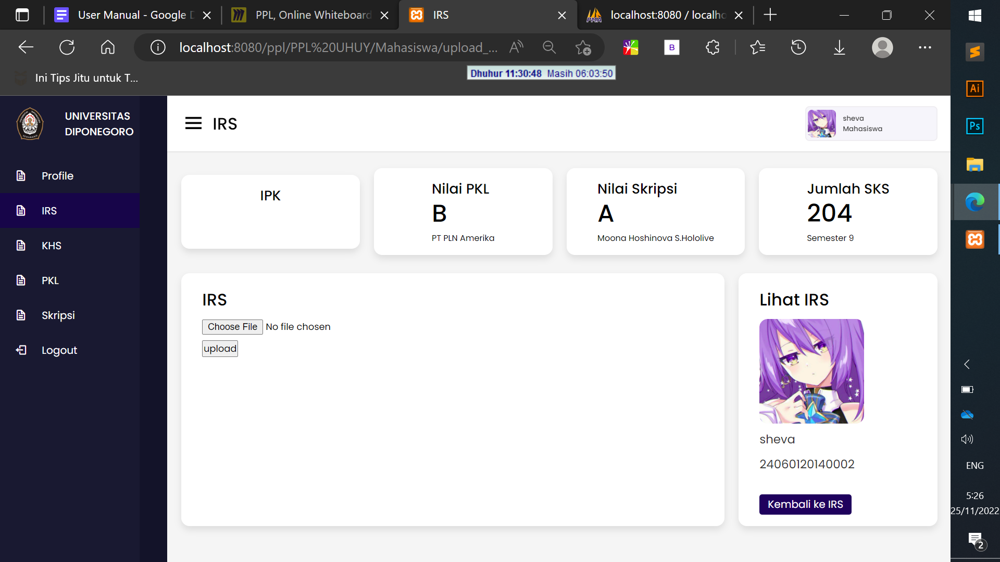 User Manual - Google D
PPL, Online Whiteboard
IRS
localhost:8080 / localho
localhost:8080/ppl/PPL%20UHUY/Mahasiswa/upload_...
B
Ini Tips Jitu untuk T...
Dhuhur 11:30:48 Masih 06:03:50
UNIVERSITAS
DIPONEGORO
Profile
IRS
KHS
PKL
Skripsi
Logout
IRS
sheva
Mahasiswa
IPK
Nilai PKL
B
PT PLN Amerika
Nilai Skripsi
A
Moona Hoshinova S.Hololive
Jumlah SKS
204
Semester 9
IRS
Choose File No file chosen
upload
Lihat IRS
sheva
24060120140002
Kembali ke IRS
Ai
Ps
ENG
5:26
25/11/2022
2